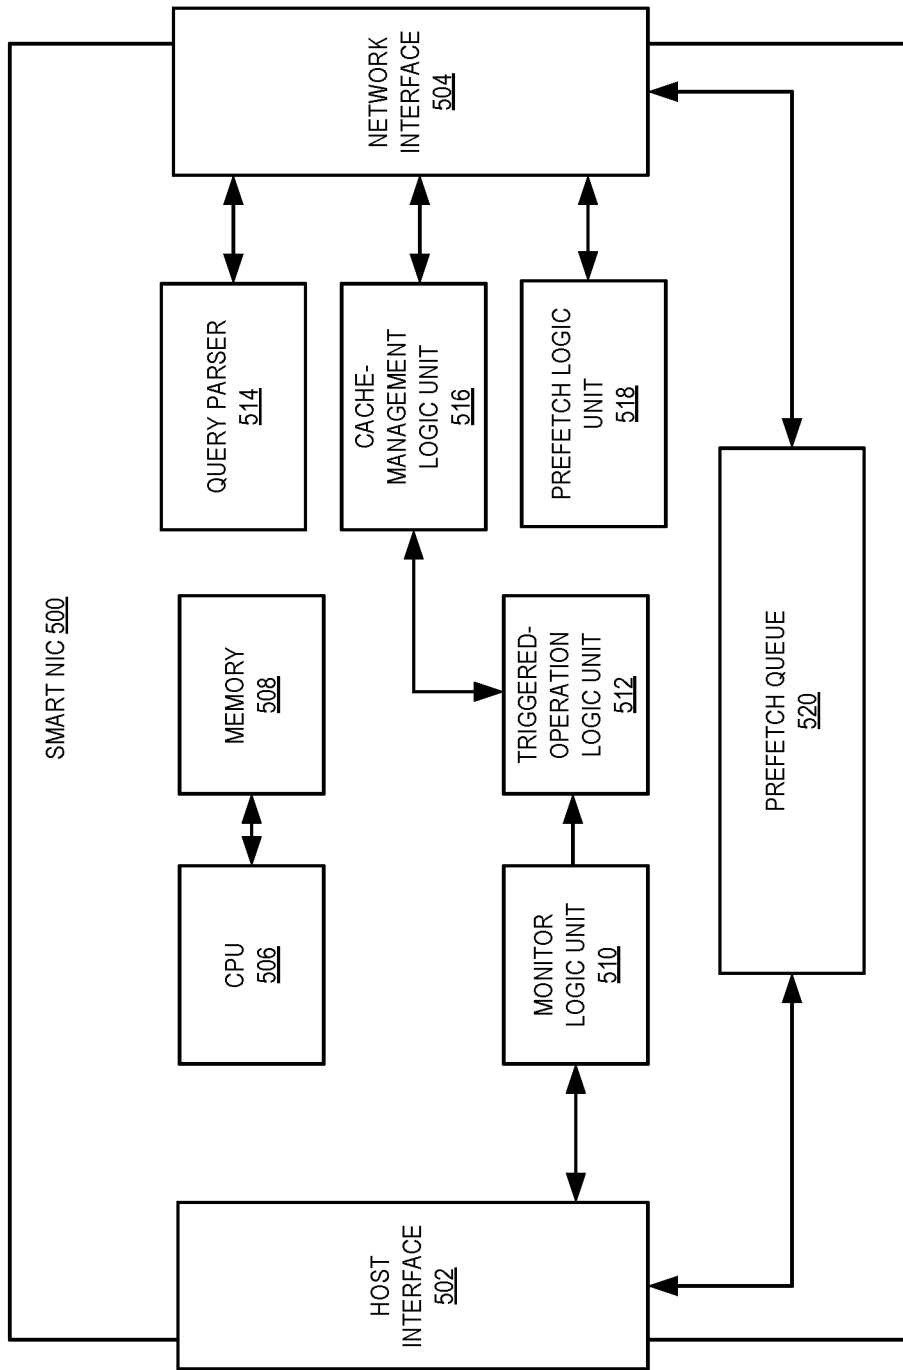 SMART NIC 500
HOST
INTERFACE
502
CPU
506
MEMORY
508
QUERY PARSER
514
NETWORK
INTERFACE
504
CACHE-
MANAGEMENT
LOGIC UNIT
516
MONITOR
LOGIC UNIT
510
TRIGGERED-
OPERATION
LOGIC UNIT
512
PREFETCH LOGIC
UNIT
518
PREFETCH QUEUE
520